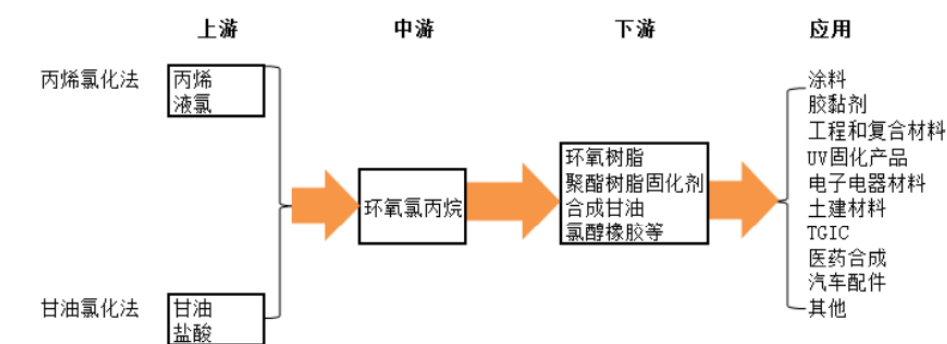 上游 中游 下游 应用
丙烯氯化法
丙烯
液氯
甘油氯化法
甘油
盐酸
环氧氯丙烷
环氧树脂
聚酯树脂固化剂
合成甘油
氯醇橡胶等
涂料
胶黏剂
工程和复合材料
UV固化产品
电子电器材料
土建材料
TGIC
医药合成
汽车配件
其他